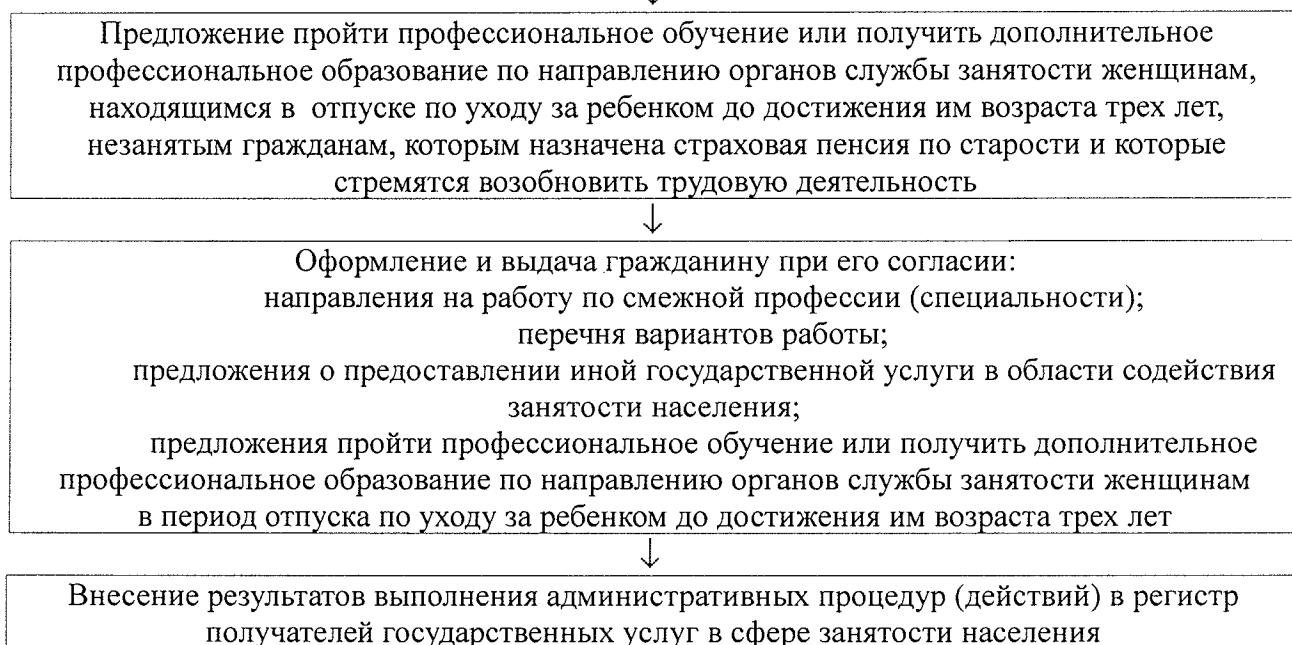 Предложение пройти профессиональное обучение или получить дополнительное
профессиональное образование по направлению органов службы занятости женщинам,
находящимся в отпуске по уходу за ребенком до достижения им возраста трех лет,
незанятым гражданам, которым назначена страховая пенсия по старости и которые
стремятся возобновить трудовую деятельность
↓
Оформление и выдача гражданину при его согласии:
направления на работу по смежной профессии (специальности);
перечня вариантов работы;
предложения о предоставлении иной государственной услуги в области содействия
занятости населения;
предложения пройти профессиональное обучение или получить дополнительное
профессиональное образование по направлению органов службы занятости женщинам
в период отпуска по уходу за ребенком до достижения им возраста трех лет
↓
Внесение результатов выполнения административных процедур (действий) в регистр
получателей государственных услуг в сфере занятости населения